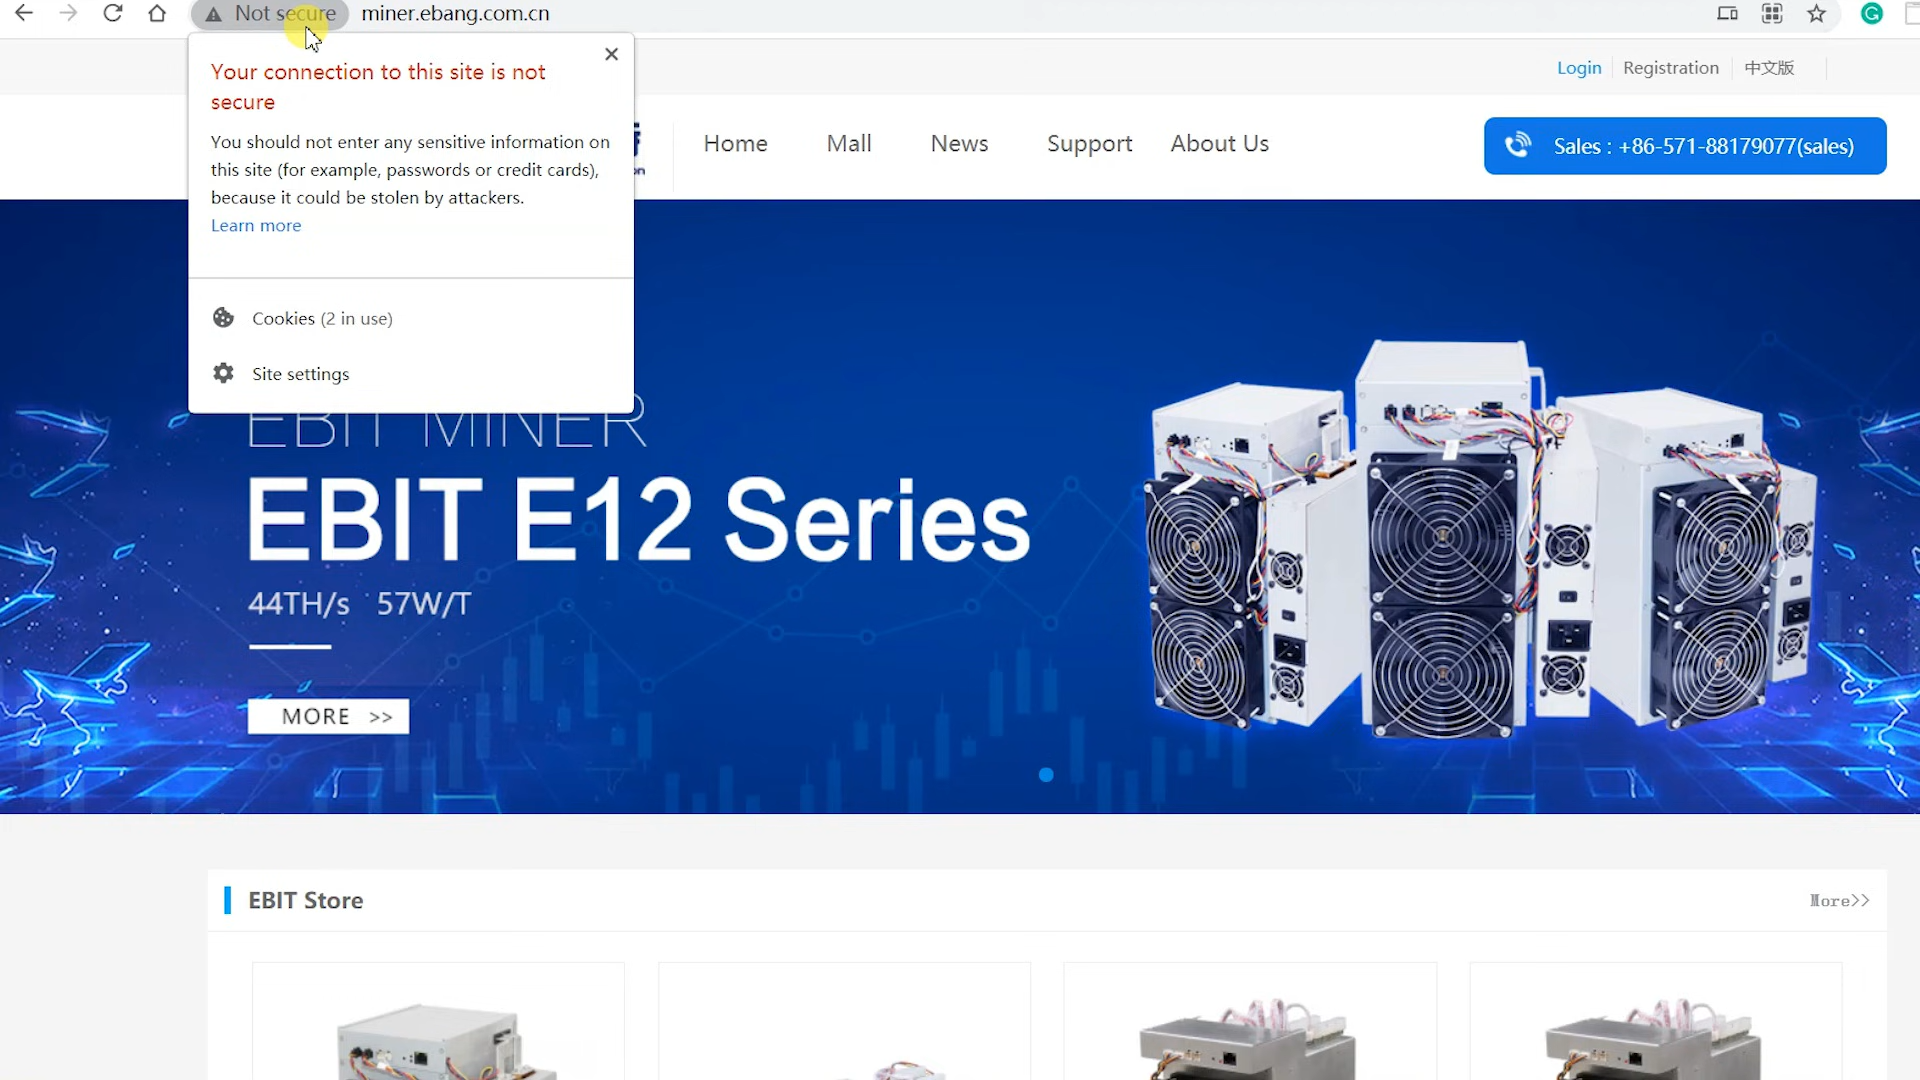 Not secure miner.ebang.com.cn
Your connection to this site is not
secure
You should not enter any sensitive information on
this site (for example, passwords or credit cards),
because it could be stolen by attackers.
Learn more
Cookies (2 in use)
Site settings
Login Registration 中文版
Home Mall News Support About Us
Sales : +86-571-88179077(sales)
EBIT MINER
EBIT E12 Series
44TH/s 57W/T
MORE >>
EBIT Store
More>>